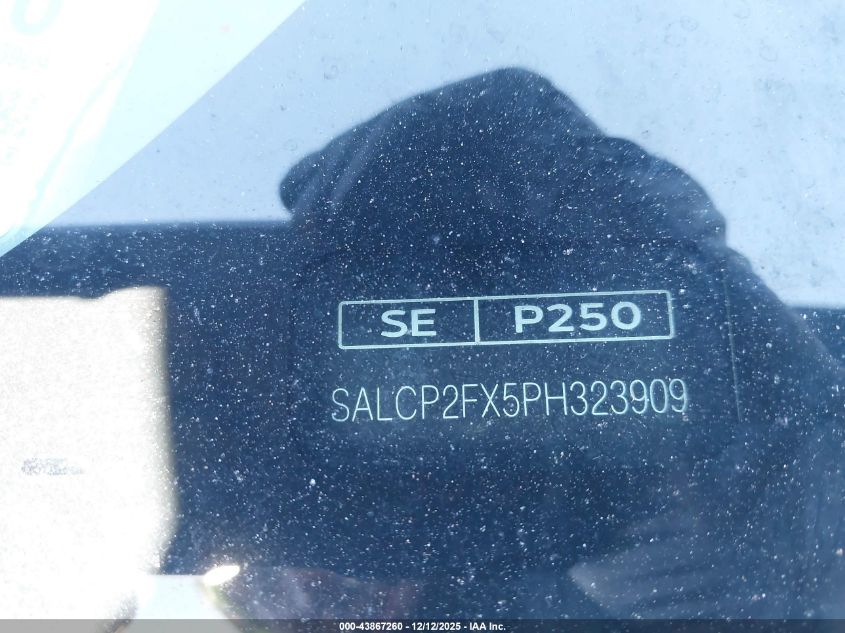 SE P250
SALCP2FX5PH323909
000-43867260 - 12/12/2025 - IAA Inc.